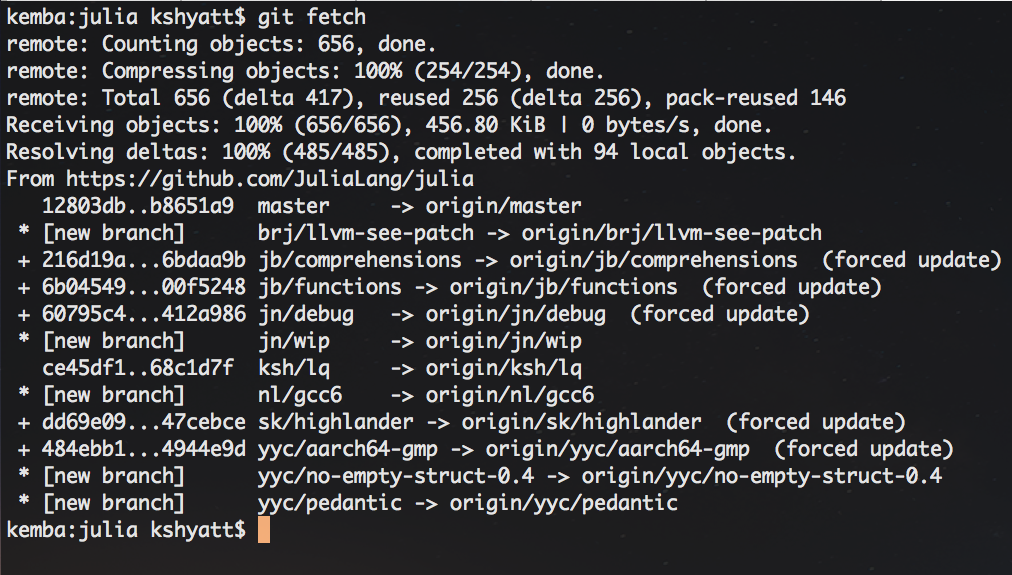 kemba:julia kshyatt$ git fetch
remote: Counting objects: 656, done.
remote: Compressing objects: 100% (254/254), done.
remote: Total 656 (delta 417), reused 256 (delta 256), pack-reused 146
Receiving objects: 100% (656/656), 456.80 KiB | 0 bytes/s, done.
Resolving deltas: 100% (485/485), completed with 94 local objects.
From https://github.com/JuliaLang/julia
   12803db..b8651a9  master     -> origin/master
 * [new branch]      brj/llvm-see-patch -> origin/brj/llvm-see-patch
 + 216d19a...6bdaa9b jb/comprehensions -> origin/jb/comprehensions  (forced update)
 + 6b04549...00f5248 jb/functions -> origin/jb/functions  (forced update)
 + 60795c4...412a986 jn/debug   -> origin/jn/debug  (forced update)
 * [new branch]      jn/wip     -> origin/jn/wip
   ce45df1..68c1d7f  ksh/lq     -> origin/ksh/lq
 * [new branch]      nl/gcc6    -> origin/nl/gcc6
 + dd69e09...47cebce sk/highlander -> origin/sk/highlander  (forced update)
 + 484ebb1...4944e9d yyc/aarch64-gmp -> origin/yyc/aarch64-gmp  (forced update)
 * [new branch]      yyc/no-empty-struct-0.4 -> origin/yyc/no-empty-struct-0.4
 * [new branch]      yyc/pedantic -> origin/yyc/pedantic
kemba:julia kshyatt$